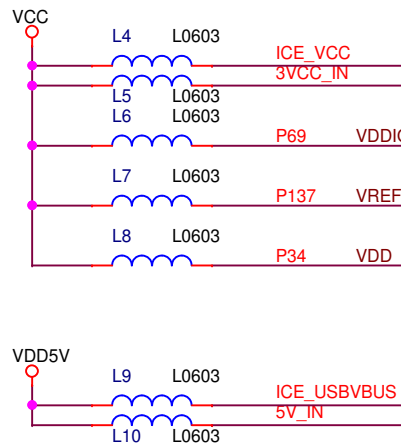 VCC
L4 L0603
ICE_VCC
3VCC_IN
L5 L0603
L6 L0603
P69 VDDIO
L7 L0603
P137 VREF
L8 L0603
P34 VDD
VDD5V
L9 L0603
ICE_USBVBUS
5V_IN
L10 L0603